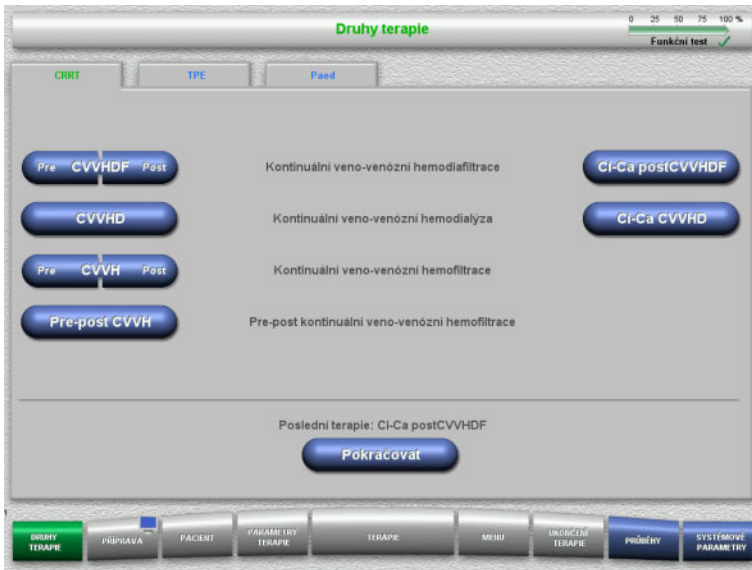 Druhy terapie
0 25 50 75 100 %
Funkční test
CRRT TPE Paed
Pre CVVHDF Post Kontinuální veno-venózní hemodiafiltrace Ci-Ca postCVVHDF
CVVHD Kontinuální veno-venózní hemodialýza Ci-Ca CVVHD
Pre CVVH Post Kontinuální veno-venózní hemofiltrace
Pre-post CVVH Pre-post kontinuální veno-venózní hemofiltrace
Poslední terapie: Ci-Ca postCVVHDF
Pokračovat
DRUHY TERAPIE
PŘÍPRAVA
PACIENT
PARAMETRY TERAPIE
TERAPIE
MENU
UKONČENÍ TERAPIE
PRŮBĚHY
SYSTÉMOVÉ PARAMETRY